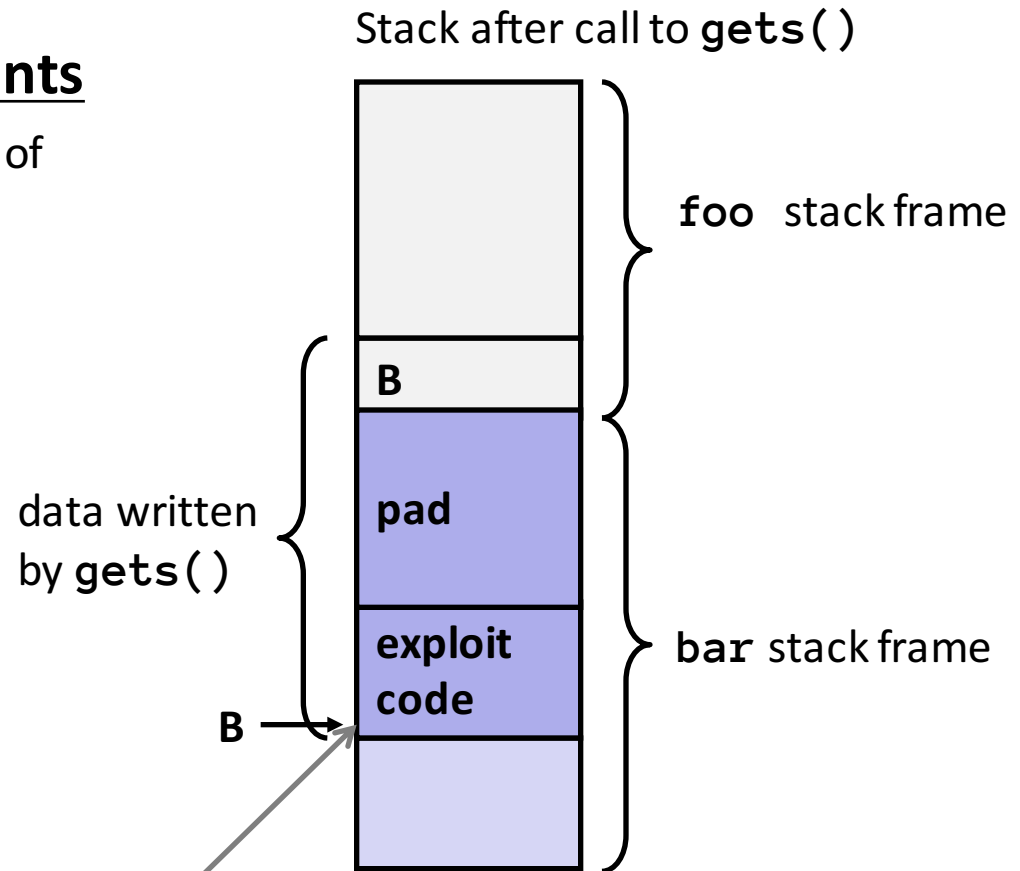 Stack after call to gets()
nts
of
foo stack frame
B
data written
by gets()
pad
exploit
code
bar stack frame
B